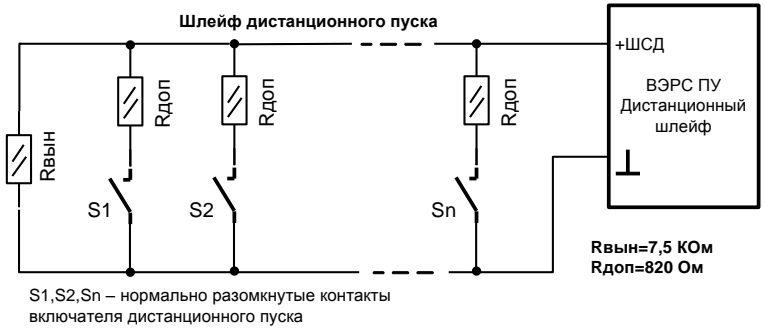 Шлейф дистанционного пуска
+ШСД
ВЭРС ПУ
Дистанционный
шлейф
Rвын
Rдоп
Rдоп
Rдоп
S1
S2
Sn
Rвын=7,5 КОм
Rдоп=820 Ом
S1,S2,Sn – нормально разомкнутые контакты
включателя дистанционного пуска